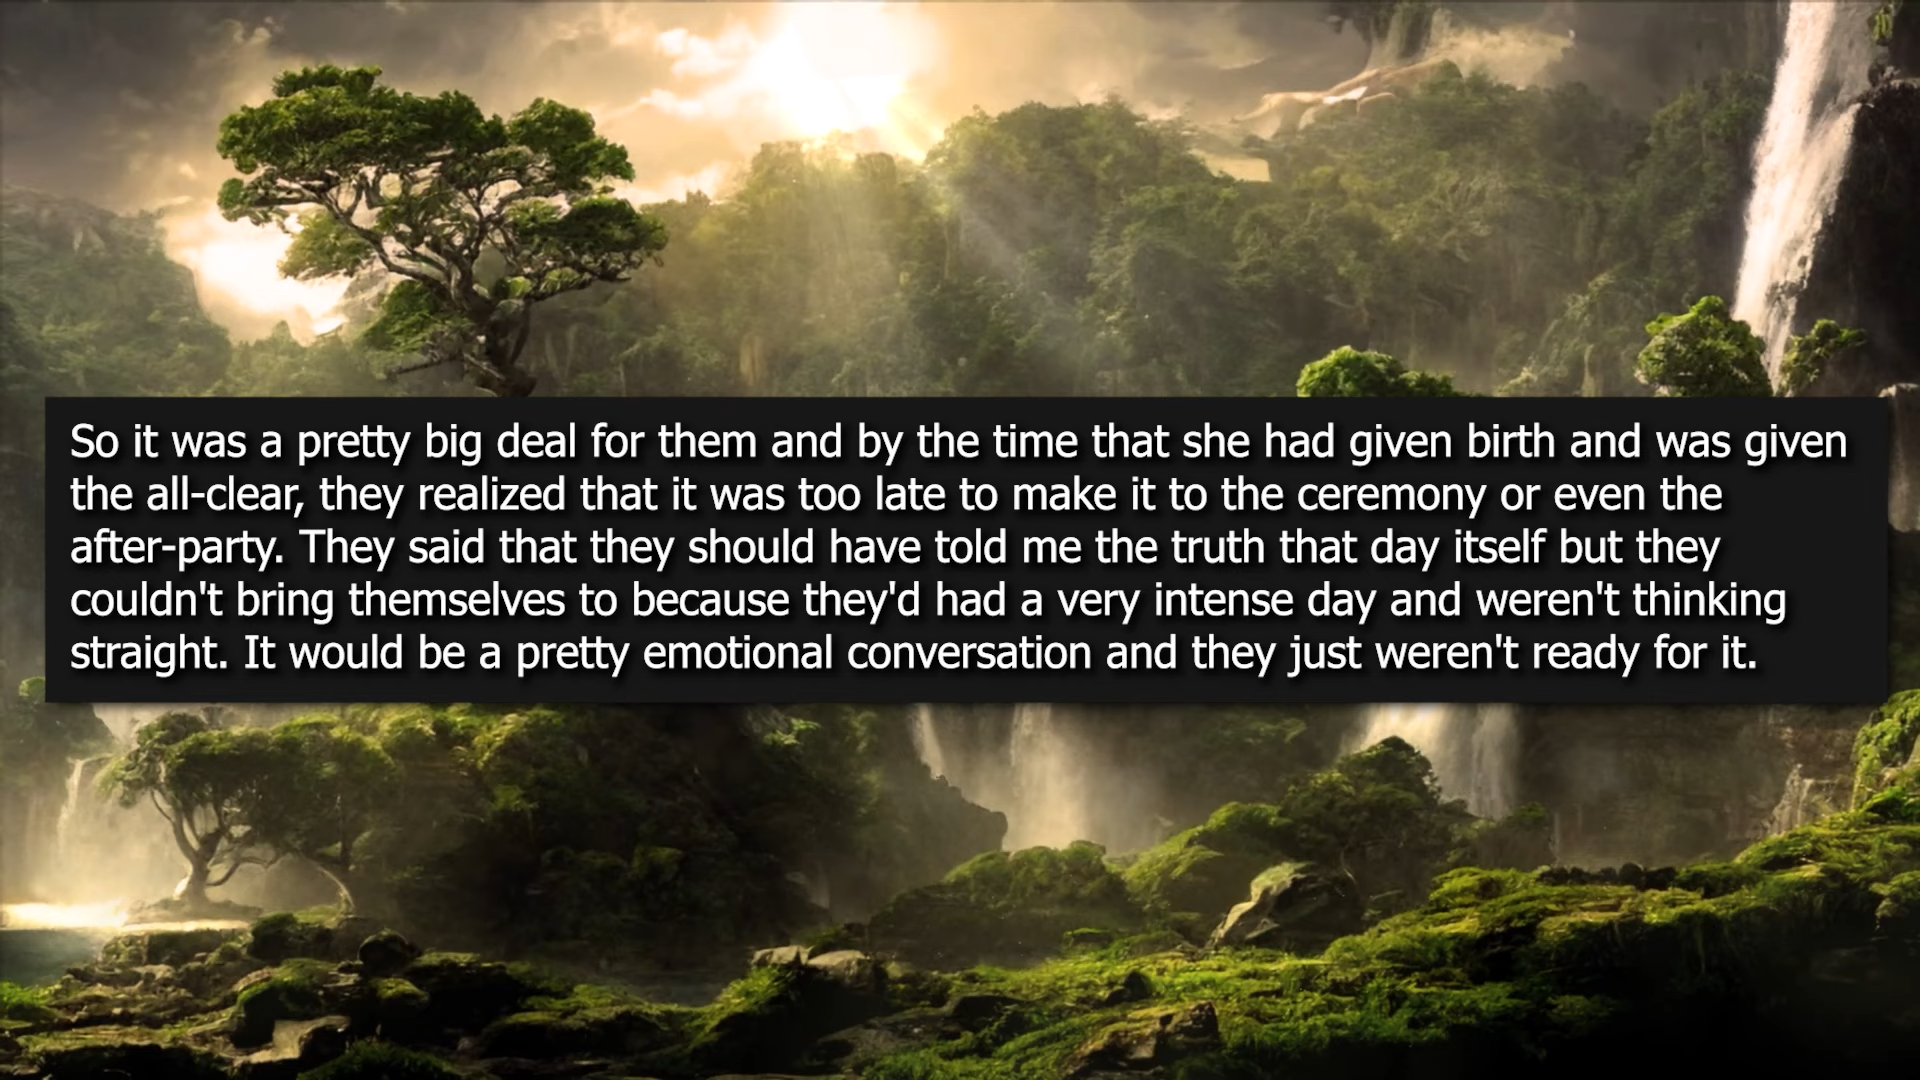 So it was a pretty big deal for them and by the time that she had given birth and was given
the all-clear, they realized that it was too late to make it to the ceremony or even the
after-party. They said that they should have told me the truth that day itself but they
couldn't bring themselves to because they'd had a very intense day and weren't thinking
straight. It would be a pretty emotional conversation and they just weren't ready for it.